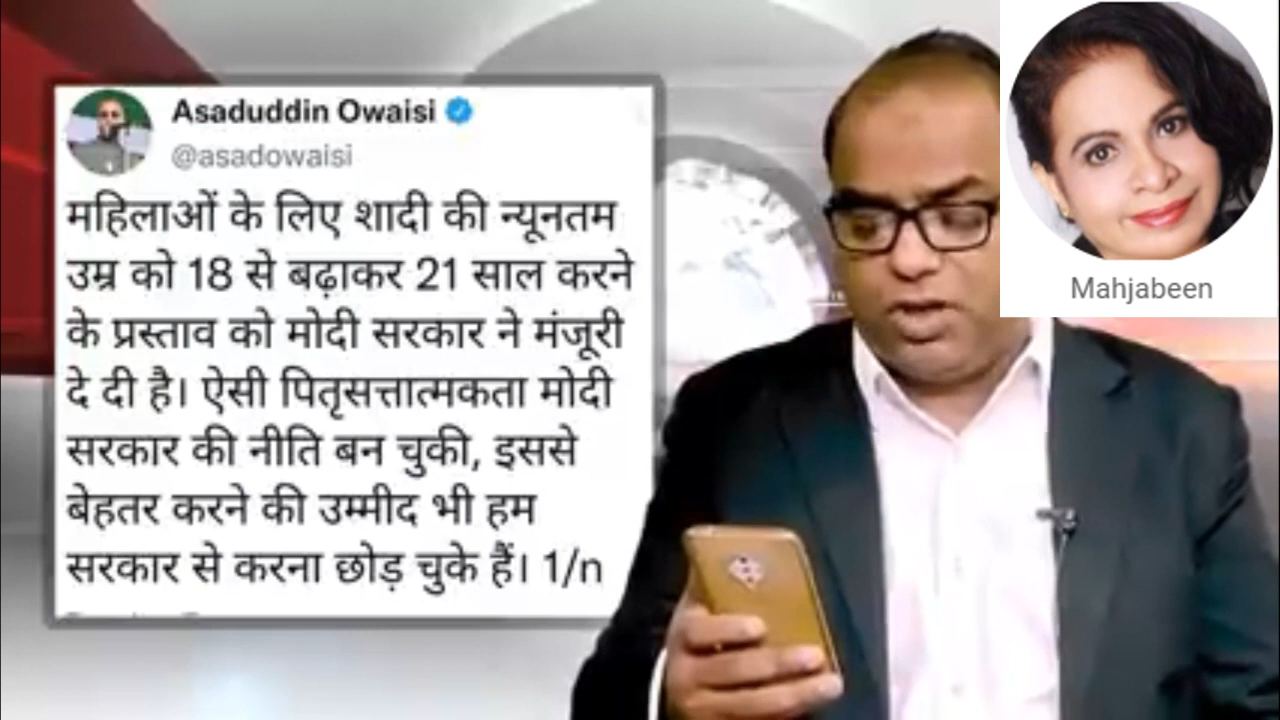 Asaduddin Owaisi
@asadowaisi
महिलाओं के लिए शादी की न्यूनतम
उम्र को 18 से बढ़ाकर 21 साल करने
के प्रस्ताव को मोदी सरकार ने मंजूरी
दे दी है। ऐसी पितृसत्तात्मकता मोदी
सरकार की नीति बन चुकी, इससे
बेहतर करने की उम्मीद भी हम
सरकार से करना छोड़ चुके हैं। 1/n
Mahjabeen